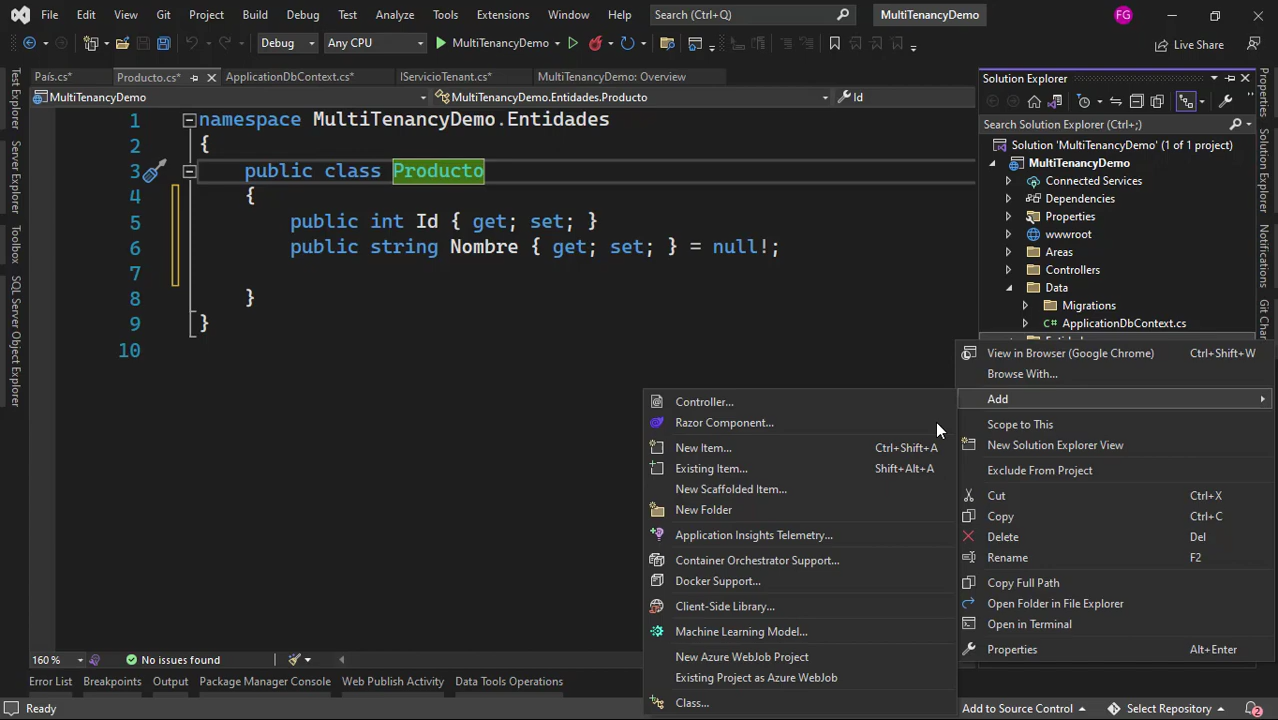 File Edit View Git Project Build Debug Test Analyze Tools Extensions Window Help Search (Ctrl+Q) MultiTenancyDemo FG
Debug Any CPU MultiTenancyDemo Live Share
País.cs* Producto.cs* ApplicationDbContext.cs* IServicioTenant.cs* MultiTenancyDemo: Overview
MultiTenancyDemo MultiTenancyDemo.Entidades.Producto Id
Test Explorer
Server Explorer
Toolbox
SQL Server Object Explorer
1 namespace MultiTenancyDemo.Entidades
2 {
3 public class Producto
4 {
5 public int Id { get; set; }
6 public string Nombre { get; set; } = null!;
7
8 }
9 }
10
Solution Explorer
Search Solution Explorer (Ctrl+;)
Solution 'MultiTenancyDemo' (1 of 1 project)
MultiTenancyDemo
Connected Services
Dependencies
Properties
wwwroot
Areas
Controllers
Data
Migrations
ApplicationDbContext.cs
Properties
Solution Explorer
Notifications
Git Chan
View in Browser (Google Chrome) Ctrl+Shift+W
Browse With...
Add
Scope to This
New Solution Explorer View
Exclude From Project
Cut Ctrl+X
Copy Ctrl+C
Delete Del
Rename F2
Copy Full Path
Open Folder in File Explorer
Open in Terminal
Properties Alt+Enter
Controller...
Razor Component...
New Item... Ctrl+Shift+A
Existing Item... Shift+Alt+A
New Scaffolded Item...
New Folder
Application Insights Telemetry...
Container Orchestrator Support...
Docker Support...
Client-Side Library...
Machine Learning Model...
New Azure WebJob Project
Existing Project as Azure WebJob
Class...
160 % No issues found
Error List Breakpoints Output Package Manager Console Web Publish Activity Data Tools Operations
Ready Add to Source Control Select Repository 2